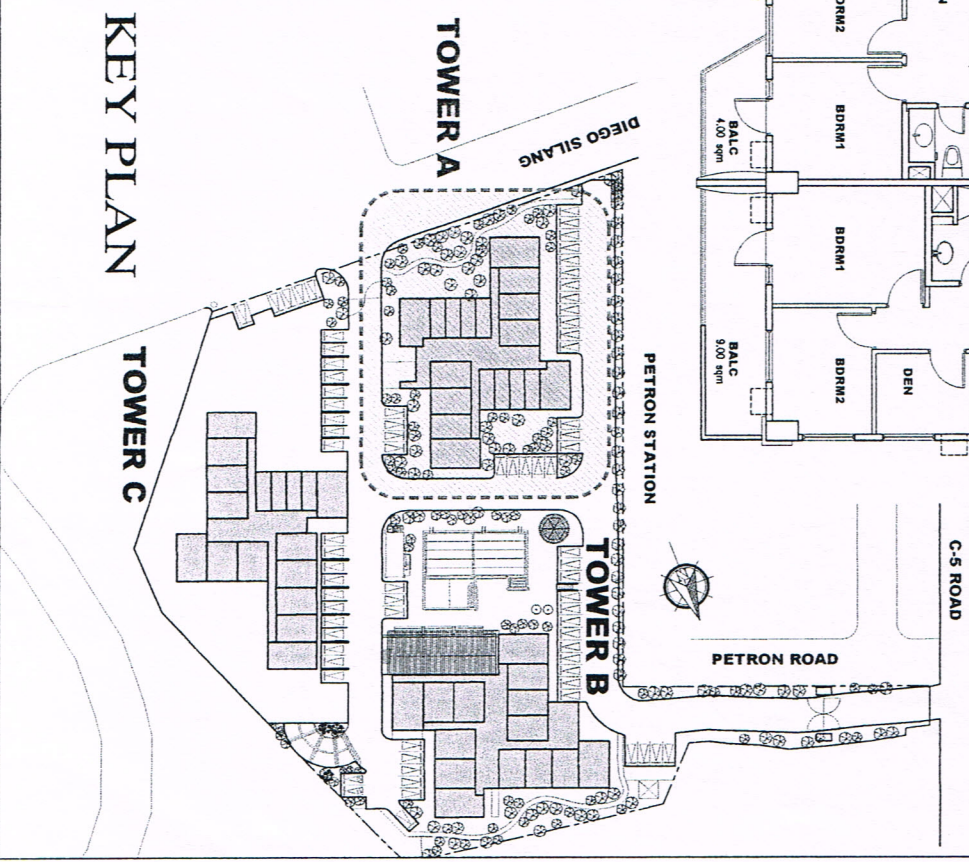 KEY PLAN
TOWER A
TOWER C
TOWER B
DIEGO SILANG
PETRON STATION
PETRON ROAD
C-5 ROAD
BDRM1
BALC
4.00 sqm
BDRM1
BALC
9.00 sqm
BDRM2
DEN